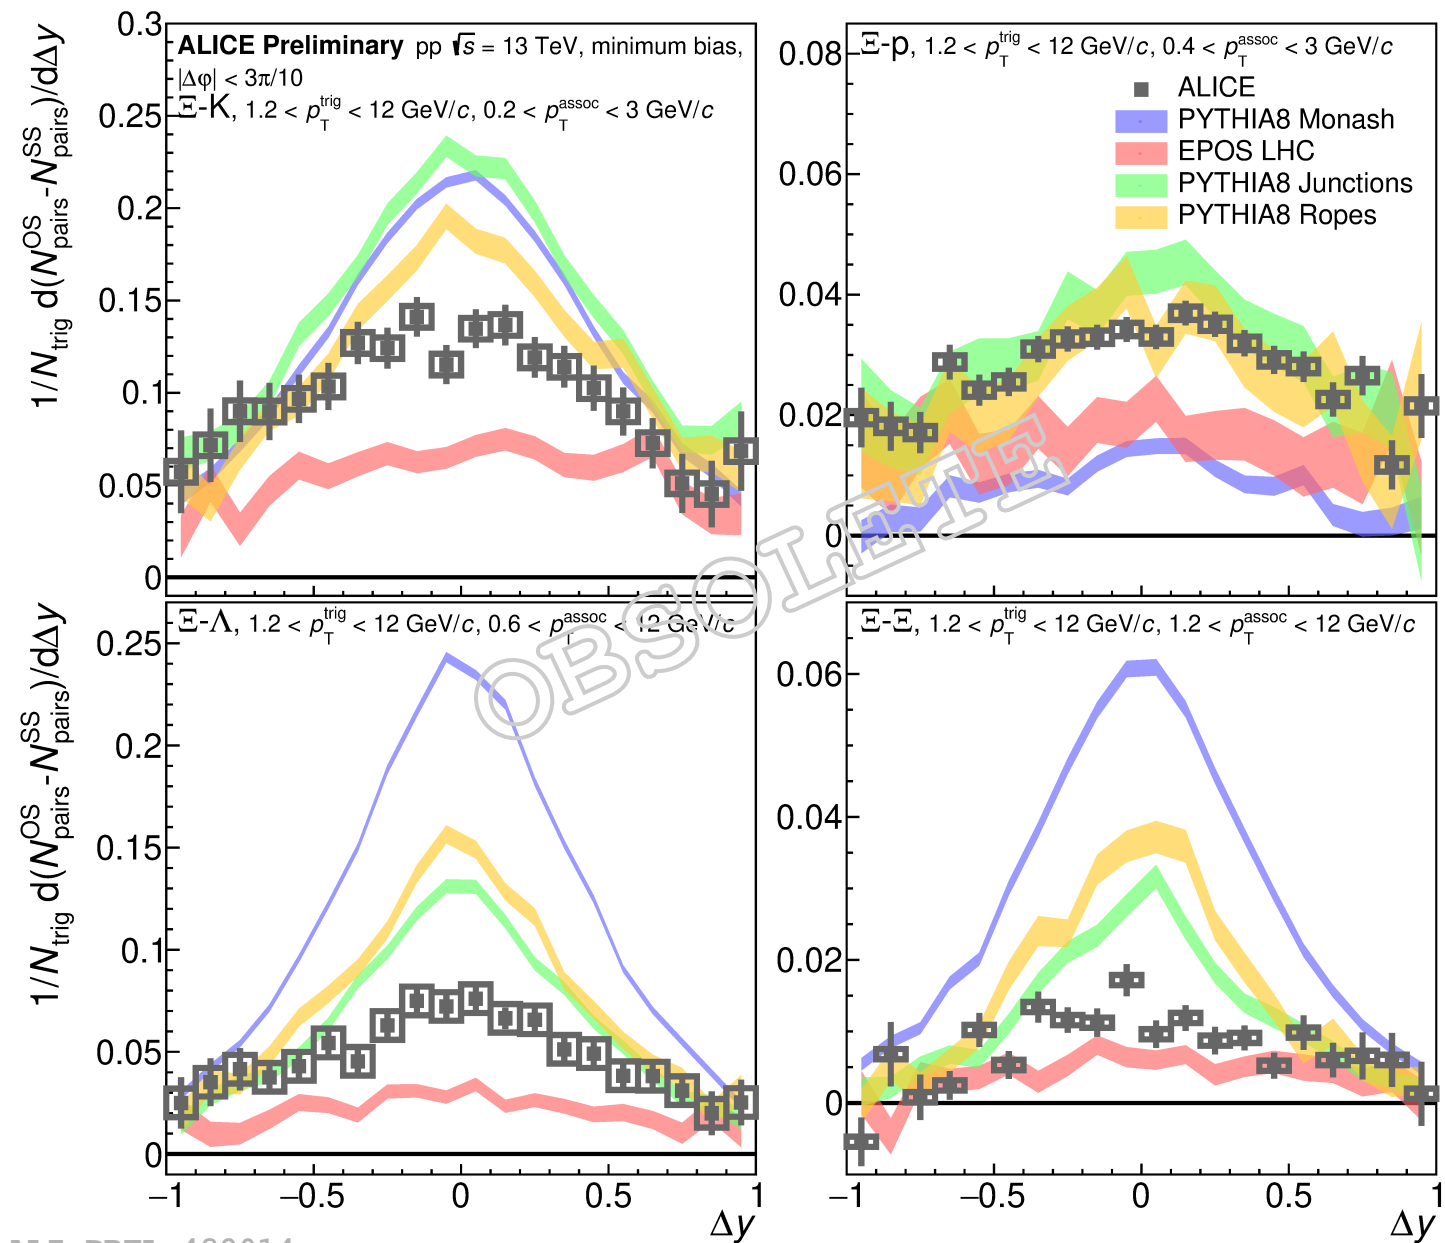 ALICE Preliminary pp √s = 13 TeV, minimum bias,
|Δφ| < 3π/10
Ξ-K, 1.2 < p_T^trig < 12 GeV/c, 0.2 < p_T^assoc < 3 GeV/c
1/N_trig d(N_pairs^OS-N_pairs^SS)/dΔy
0.3
0.25
0.2
0.15
0.1
0.05
0
Ξ-p, 1.2 < p_T^trig < 12 GeV/c, 0.4 < p_T^assoc < 3 GeV/c
ALICE
PYTHIA8 Monash
EPOS LHC
PYTHIA8 Junctions
PYTHIA8 Ropes
0.08
0.06
0.04
0.02
0
OBSOLETE
Ξ-Λ, 1.2 < p_T^trig < 12 GeV/c, 0.6 < p_T^assoc < 12 GeV/c
1/N_trig d(N_pairs^OS-N_pairs^SS)/dΔy
0.25
0.2
0.15
0.1
0.05
0
−1 −0.5 0 0.5 1
Δy
Ξ-Ξ, 1.2 < p_T^trig < 12 GeV/c, 1.2 < p_T^assoc < 12 GeV/c
0.06
0.04
0.02
0
−1 −0.5 0 0.5 1
Δy